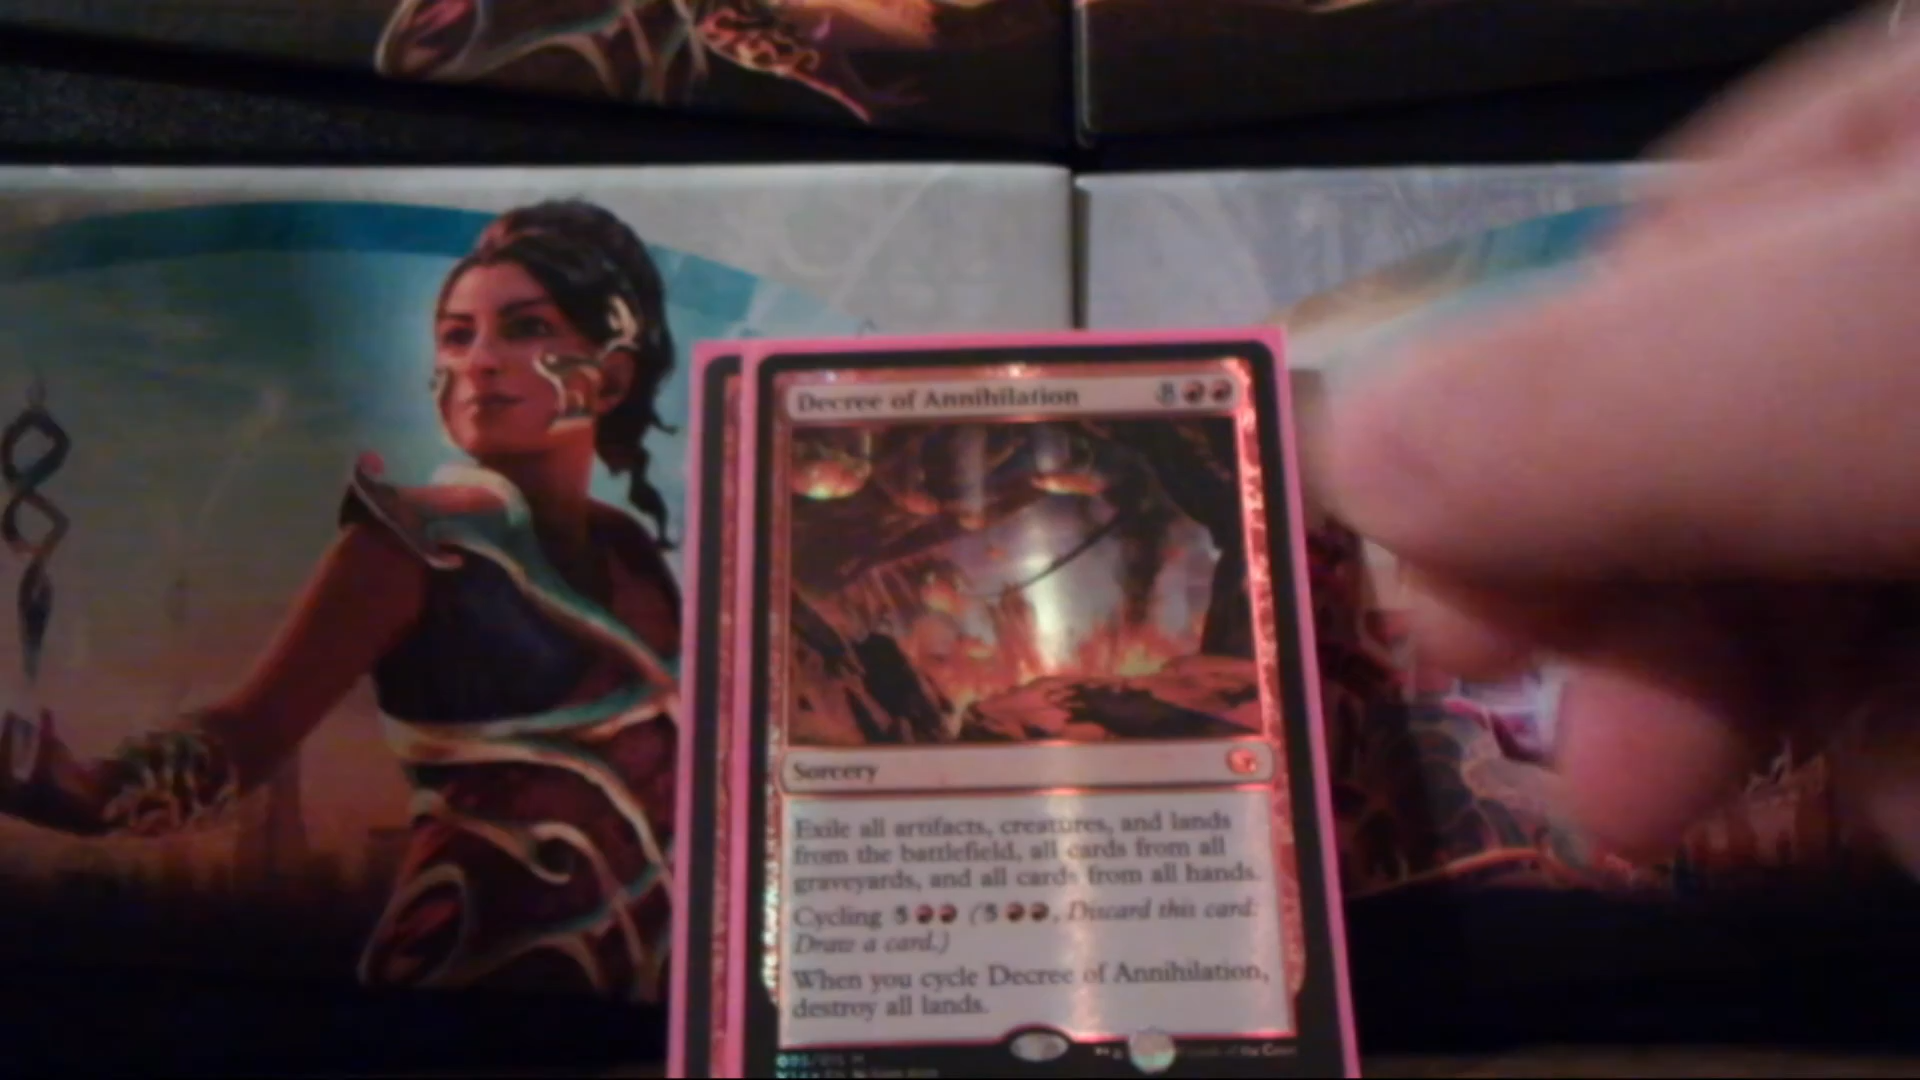 Decree of Annihilation 8
Sorcery
Exile all artifacts, creatures, and lands
from the battlefield, all cards from all
graveyards, and all cards from all hands.
Cycling 5 (5 , Discard this card:
Draw a card.)
When you cycle Decree of Annihilation,
destroy all lands.